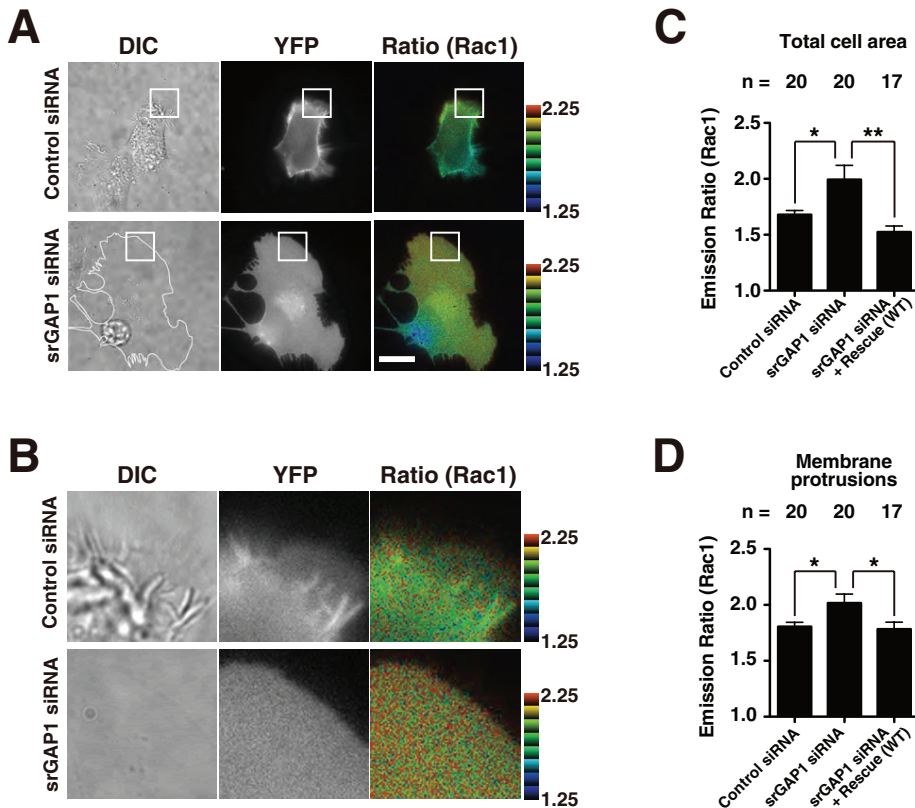 A
DIC
YFP
Ratio (Rac1)
Control siRNA
2.25
1.25
srGAP1 siRNA
2.25
1.25
B
DIC
YFP
Ratio (Rac1)
Control siRNA
2.25
1.25
srGAP1 siRNA
2.25
1.25
C
Total cell area
n = 20 20 17
* **
Emission Ratio (Rac1)
2.5
2.0
1.5
1.0
Control siRNA
srGAP1 siRNA
srGAP1 siRNA
+ Rescue (WT)
D
Membrane
protrusions
n = 20 20 17
* *
Emission Ratio (Rac1)
2.5
2.0
1.5
1.0
Control siRNA
srGAP1 siRNA
srGAP1 siRNA
+ Rescue (WT)